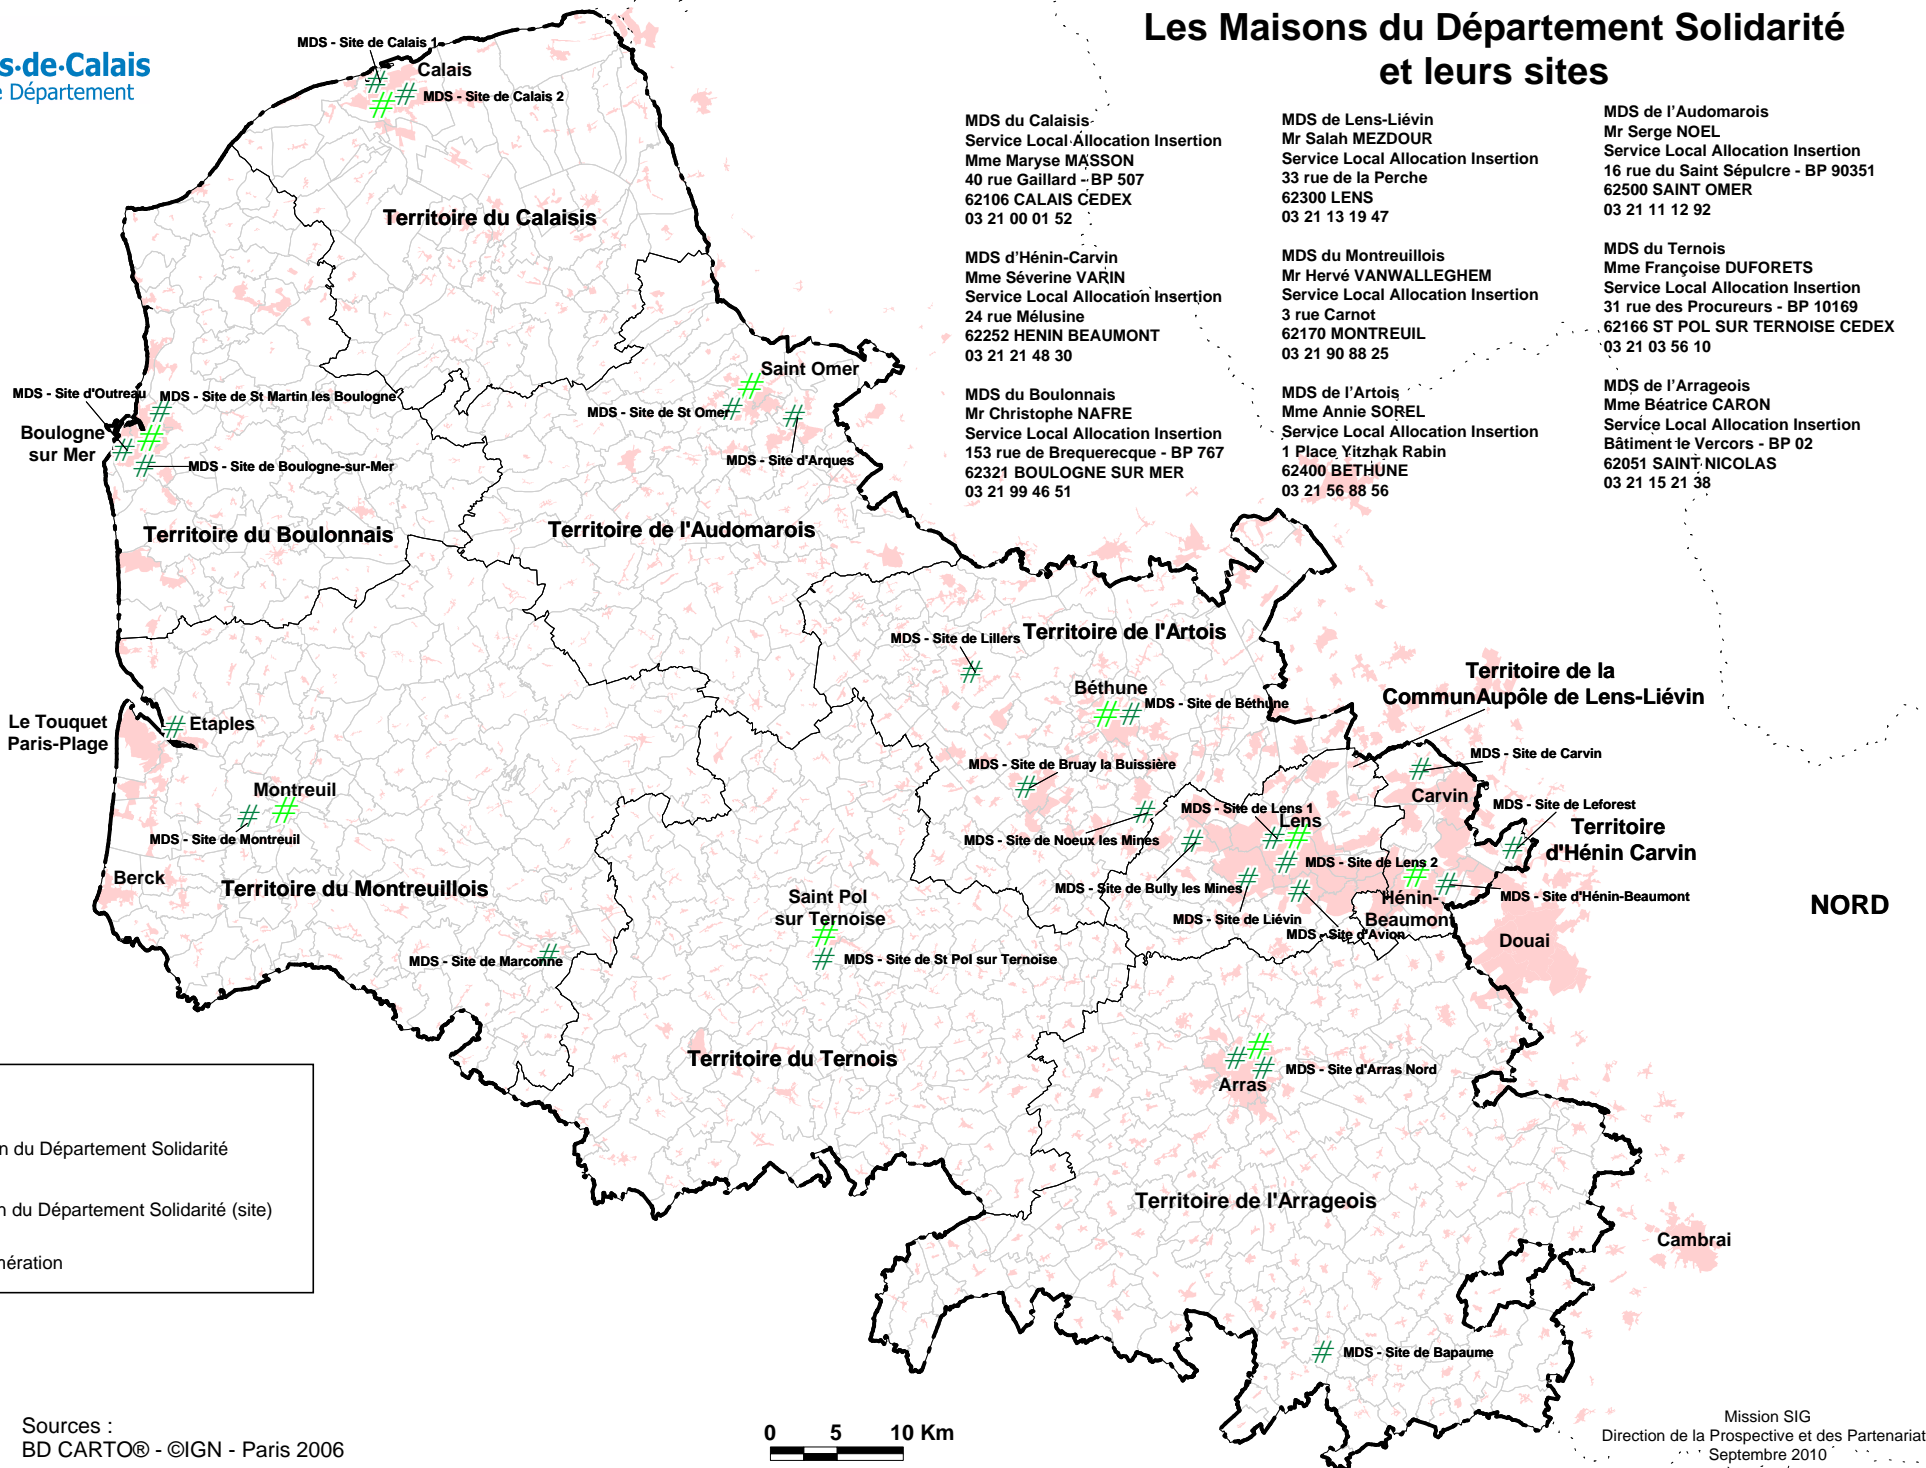 s·de·Calais
e Département
Les Maisons du Département Solidarité
et leurs sites
MDS du Calaisis
Service Local Allocation Insertion
Mme Maryse MASSON
40 rue Gaillard - BP 507
62106 CALAIS CEDEX
03 21 00 01 52
MDS d'Hénin-Carvin
Mme Séverine VARIN
Service Local Allocation Insertion
24 rue Mélusine
62252 HENIN BEAUMONT
03 21 21 48 30
MDS du Boulonnais
Mr Christophe NAFRE
Service Local Allocation Insertion
153 rue de Brequerecque - BP 767
62321 BOULOGNE SUR MER
03 21 99 46 51
MDS de Lens-Liévin
Mr Salah MEZDOUR
Service Local Allocation Insertion
33 rue de la Perche
62300 LENS
03 21 13 19 47
MDS du Montreuillois
Mr Hervé VANWALLEGHEM
Service Local Allocation Insertion
3 rue Carnot
62170 MONTREUIL
03 21 90 88 25
MDS de l'Artois
Mme Annie SOREL
Service Local Allocation Insertion
1 Place Yitzhak Rabin
62400 BETHUNE
03 21 56 88 56
MDS de l'Audomarois
Mr Serge NOEL
Service Local Allocation Insertion
16 rue du Saint Sépulcre - BP 90351
62500 SAINT OMER
03 21 11 12 92
MDS du Ternois
Mme Françoise DUFORETS
Service Local Allocation Insertion
31 rue des Procureurs - BP 10169
62166 ST POL SUR TERNOISE CEDEX
03 21 03 56 10
MDS de l'Arrageois
Mme Béatrice CARON
Service Local Allocation Insertion
Bâtiment le Vercors - BP 02
62051 SAINT NICOLAS
03 21 15 21 38
MDS - Site de Calais 1
Calais
MDS - Site de Calais 2
Territoire du Calaisis
Saint Omer
MDS - Site d'Outreau
MDS - Site de St Martin les Boulogne
MDS - Site de St Omer
Boulogne
sur Mer
MDS - Site de Boulogne-sur-Mer
MDS - Site d'Arques
Territoire du Boulonnais
Territoire de l'Audomarois
MDS - Site de Lillers
Territoire de l'Artois
Territoire de la
CommunAupôle de Lens-Liévin
Béthune
MDS - Site de Béthune
Le Touquet
Paris-Plage
Etaples
MDS - Site de Carvin
MDS - Site de Bruay la Buissière
Montreuil
Carvin
MDS - Site de Lens 1
Lens
MDS - Site de Leforest
Territoire
d'Hénin Carvin
MDS - Site de Montreuil
MDS - Site de Noeux les Mines
MDS - Site de Lens 2
Berck
Territoire du Montreuillois
MDS - Site de Bully les Mines
Saint Pol
sur Ternoise
Hénin-
Beaumont
MDS - Site d'Hénin-Beaumont
NORD
MDS - Site de Liévin
MDS - Site d'Avion
Douai
MDS - Site de Marconne
MDS - Site de St Pol sur Ternoise
Territoire du Ternois
MDS - Site d'Arras Nord
Arras
n du Département Solidarité
n du Département Solidarité (site)
mération
Territoire de l'Arrageois
Cambrai
MDS - Site de Bapaume
Sources :
BD CARTO® - ©IGN - Paris 2006
0 5 10 Km
Mission SIG
Direction de la Prospective et des Partenariat
Septembre 2010